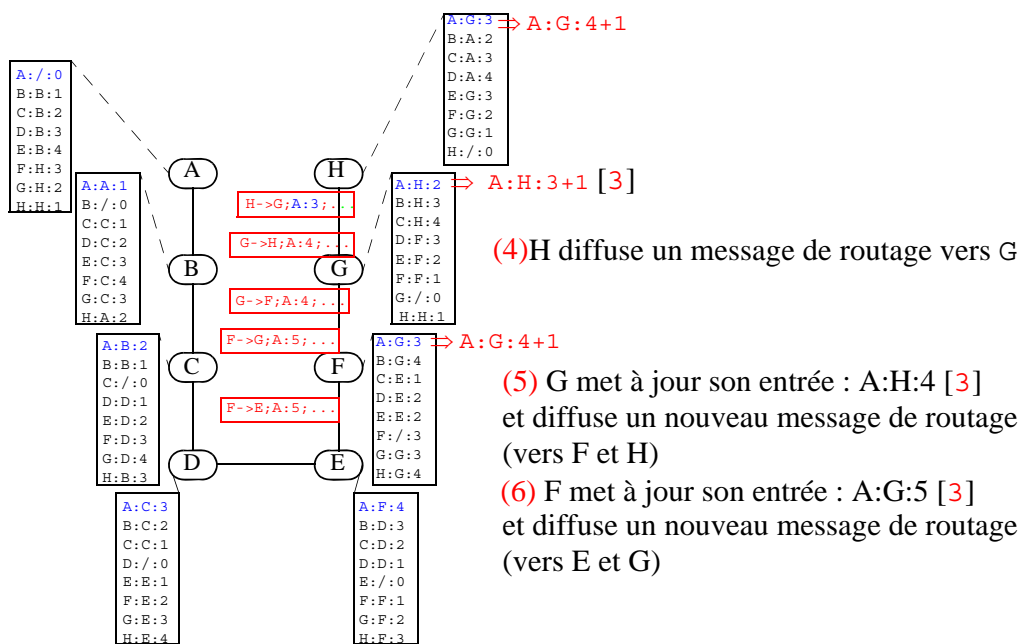 A:G:3 ⇒ A:G:4+1
B:A:2
C:A:3
D:A:4
E:G:3
F:G:2
G:G:1
H:/:0
A:/:0
B:B:1
C:B:2
D:B:3
E:B:4
F:H:3
G:H:2
H:H:1
A
H
A:A:1
B:/:0
C:C:1
D:C:2
E:C:3
F:C:4
G:C:3
H:A:2
A:H:2 ⇒ A:H:3+1 [3]
B:H:3
C:H:4
D:F:3
E:F:2
F:F:1
G:/:0
H:H:1
H->G;A:3;...
G->H;A:4;...
B
G
(4)H diffuse un message de routage vers G
G->F;A:4;...
F->G;A:5;...
A:B:2
B:B:1
C:/:0
D:D:1
E:D:2
F:D:3
G:D:4
H:B:3
C
F
A:G:3 ⇒ A:G:4+1
B:G:4
C:E:1
D:E:2
E:E:2
F:/:3
G:G:3
H:G:4
F->E;A:5;...
(5) G met à jour son entrée : A:H:4 [3]
et diffuse un nouveau message de routage
(vers F et H)
D
E
(6) F met à jour son entrée : A:G:5 [3]
et diffuse un nouveau message de routage
(vers E et G)
A:C:3
B:C:2
C:C:1
D:/:0
E:E:1
F:E:2
G:E:3
H:E:4
A:F:4
B:D:3
C:D:2
D:D:1
E:/:0
F:F:1
G:F:2
H:F:3